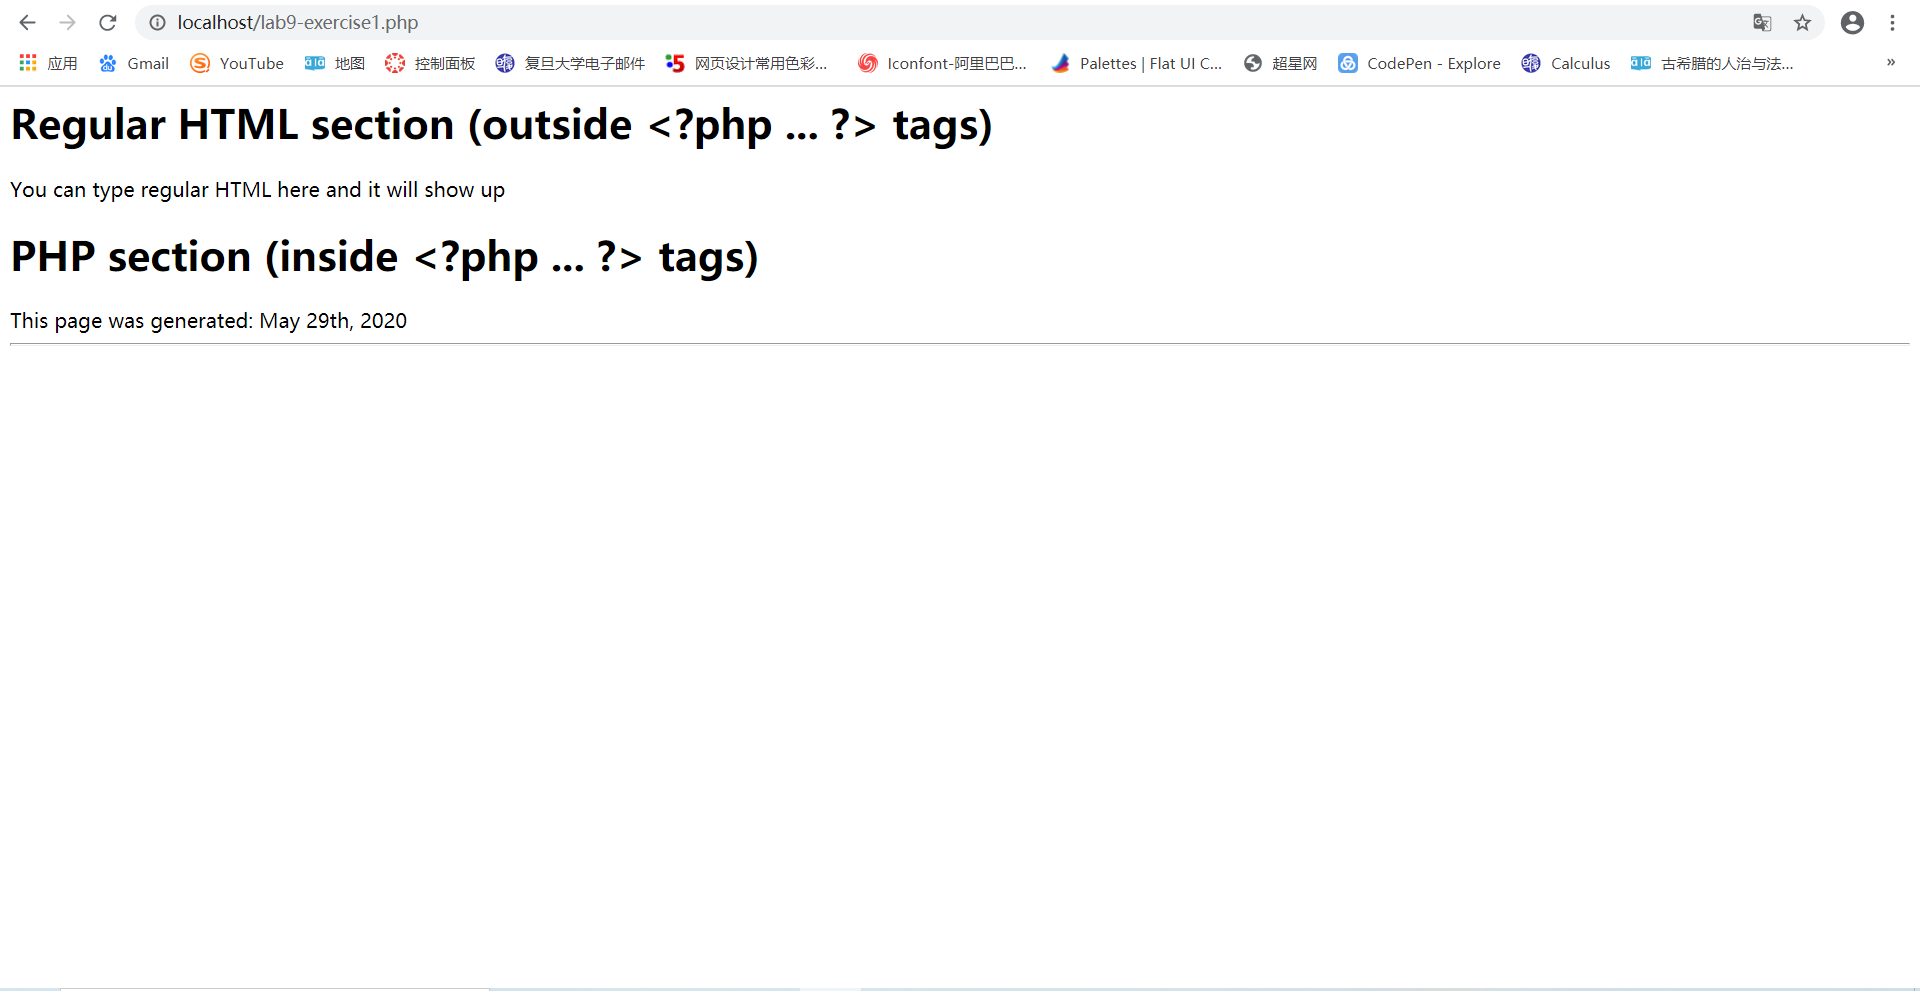 localhost/lab9-exercise1.php
应用 Gmail YouTube 地图 控制面板 复旦大学电子邮件 网页设计常用色彩... Iconfont-阿里巴巴... Palettes | Flat UI C... 超星网 CodePen - Explore Calculus 古希腊的人治与法... »
Regular HTML section (outside <?php ... ?> tags)
You can type regular HTML here and it will show up
PHP section (inside <?php ... ?> tags)
This page was generated: May 29th, 2020